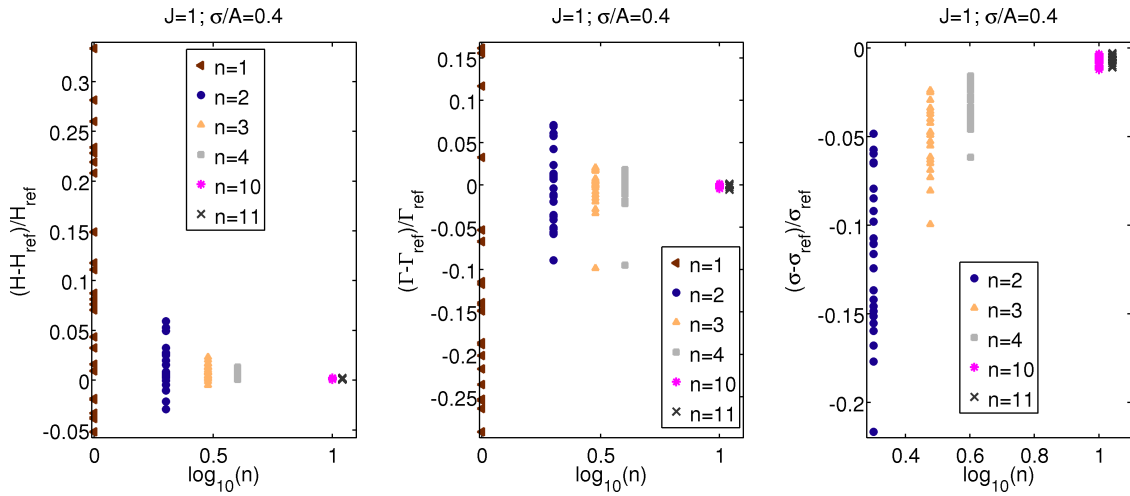 J=1; σ/A=0.4
(H-H_ref)/H_ref
0.3
0.25
0.2
0.15
0.1
0.05
0
-0.05
n=1
n=2
n=3
n=4
n=10
n=11
0 0.5 1
log10(n)
J=1; σ/A=0.4
(Γ-Γ_ref)/Γ_ref
0.15
0.1
0.05
0
-0.05
-0.1
-0.15
-0.2
-0.25
n=1
n=2
n=3
n=4
n=10
n=11
0 0.5 1
log10(n)
J=1; σ/A=0.4
(σ-σ_ref)/σ_ref
0
-0.05
-0.1
-0.15
-0.2
n=2
n=3
n=4
n=10
n=11
0.4 0.6 0.8 1
log10(n)